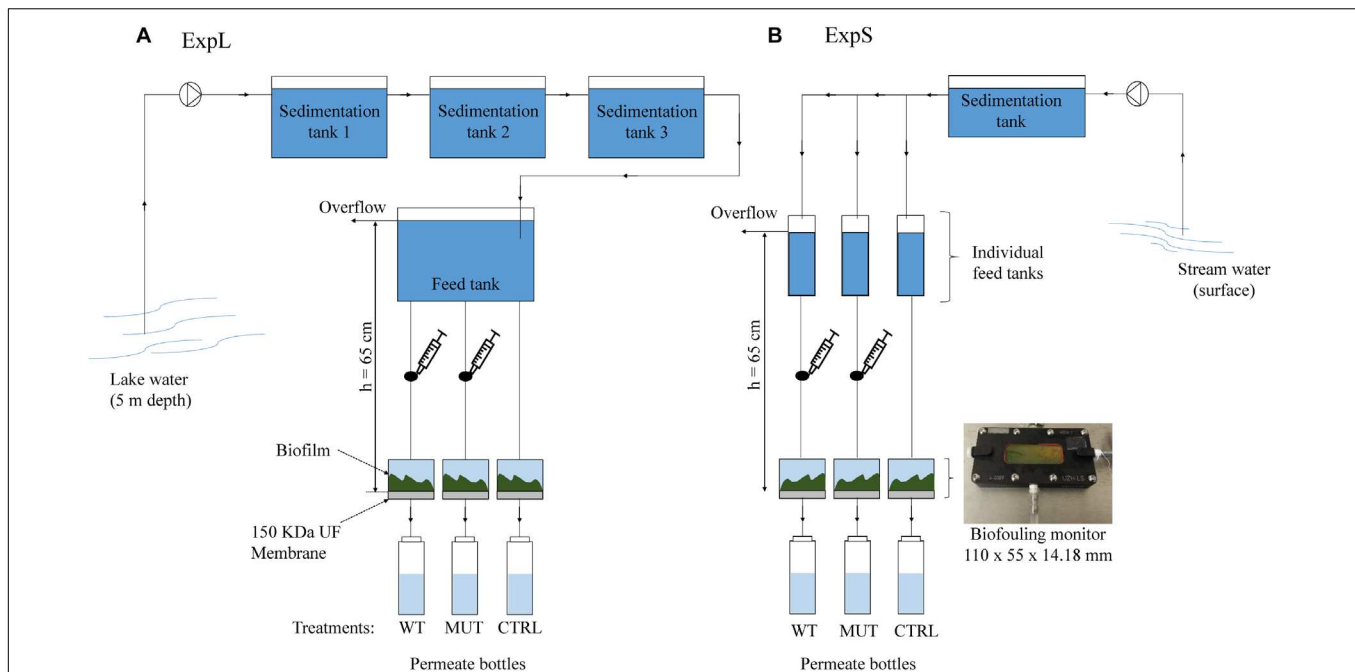 A
ExpL
Sedimentation
tank 1
Sedimentation
tank 2
Sedimentation
tank 3
Overflow
Feed tank
h = 65 cm
Lake water
(5 m depth)
Biofilm
150 KDa UF
Membrane
Treatments:
WT
MUT
CTRL
Permeate bottles
B
ExpS
Sedimentation
tank
Overflow
Individual
feed tanks
Stream water
(surface)
h = 65 cm
Biofouling monitor
110 x 55 x 14.18 mm
WT
MUT
CTRL
Permeate bottles